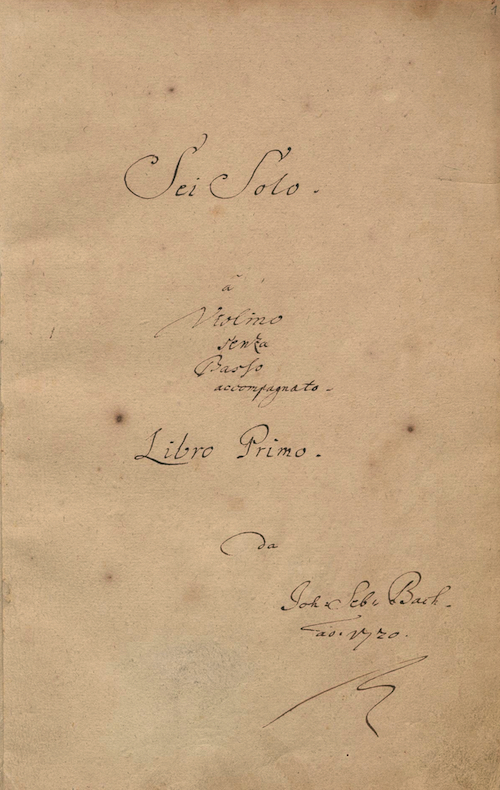 Sei Solo.
â
Violino
senza
Basso
accompagnato.
Libro Primo.
da
Joh: Seb: Bach.
ao. 1720.